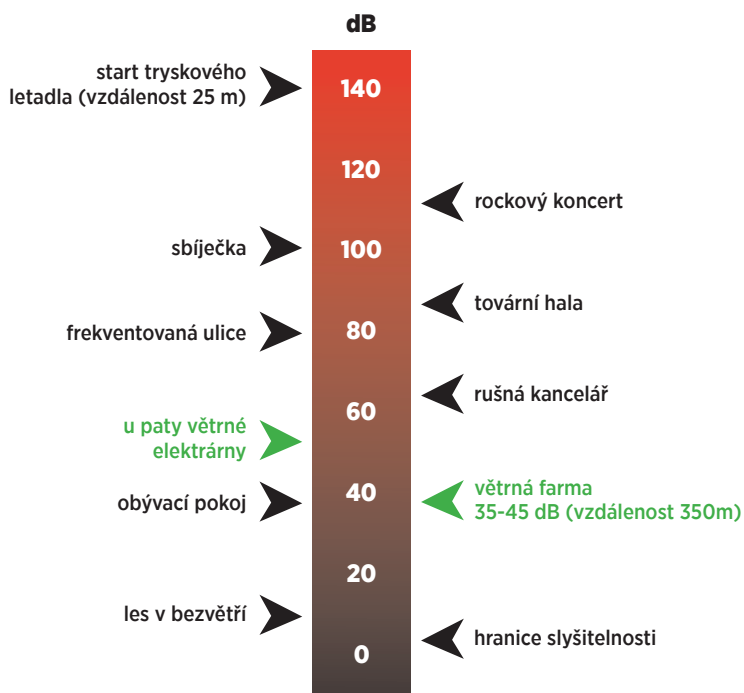 dB
start tryskového
letadla (vzdálenost 25 m)
140
120
rockový koncert
sbíječka
100
tovární hala
frekventovaná ulice
80
rušná kancelář
60
u paty větrné
elektrárny
obývací pokoj
40
větrná farma
35-45 dB (vzdálenost 350m)
20
les v bezvětří
hranice slyšitelnosti
0